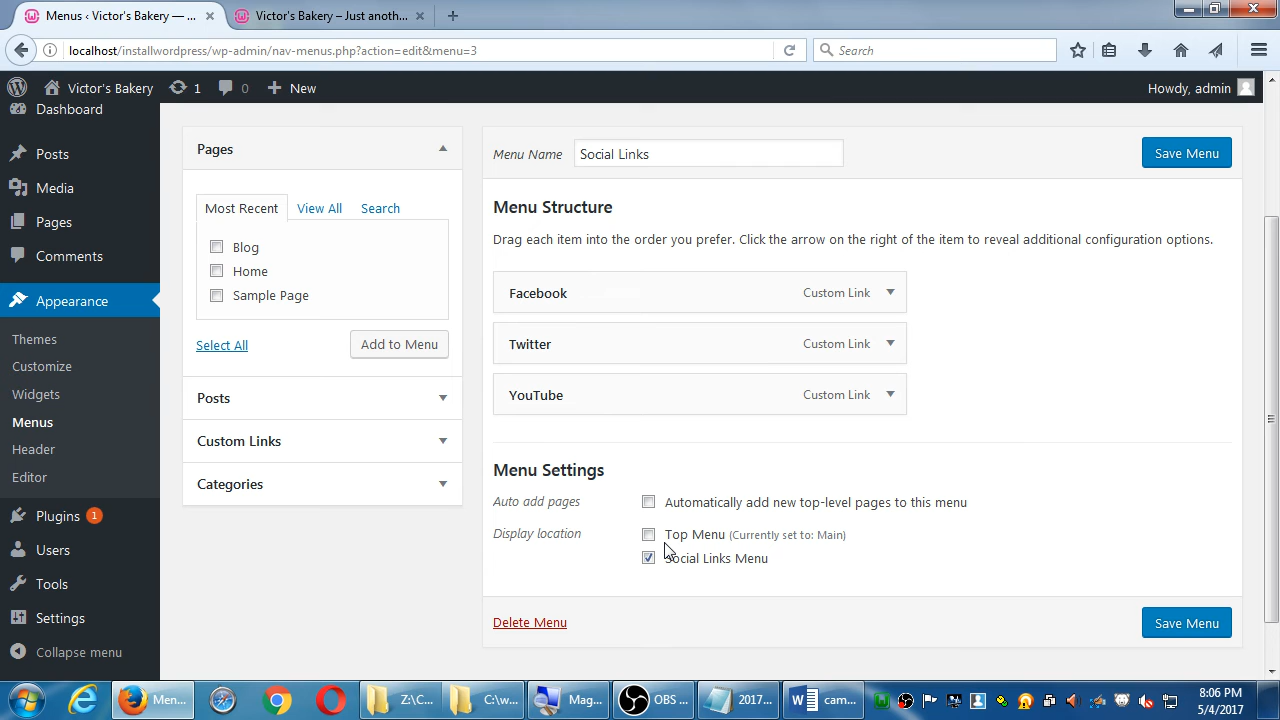 Menus ‹ Victor's Bakery — ...
Victor's Bakery – Just anoth...
localhost/installwordpress/wp-admin/nav-menus.php?action=edit&menu=3
Search
Victor's Bakery
1
0
New
Howdy, admin
Dashboard
Posts
Media
Pages
Comments
Appearance
Themes
Customize
Widgets
Menus
Header
Editor
Plugins 1
Users
Tools
Settings
Collapse menu
Pages
Most Recent
View All
Search
Blog
Home
Sample Page
Select All
Add to Menu
Posts
Custom Links
Categories
Menu Name
Social Links
Save Menu
Menu Structure
Drag each item into the order you prefer. Click the arrow on the right of the item to reveal additional configuration options.
Facebook Custom Link
Twitter Custom Link
YouTube Custom Link
Menu Settings
Auto add pages
Automatically add new top-level pages to this menu
Display location
Top Menu (Currently set to: Main)
Social Links Menu
Delete Menu
Save Menu
Men...
Z:\C...
C:\w...
Mag...
OBS ...
2017...
cam...
8:06 PM
5/4/2017